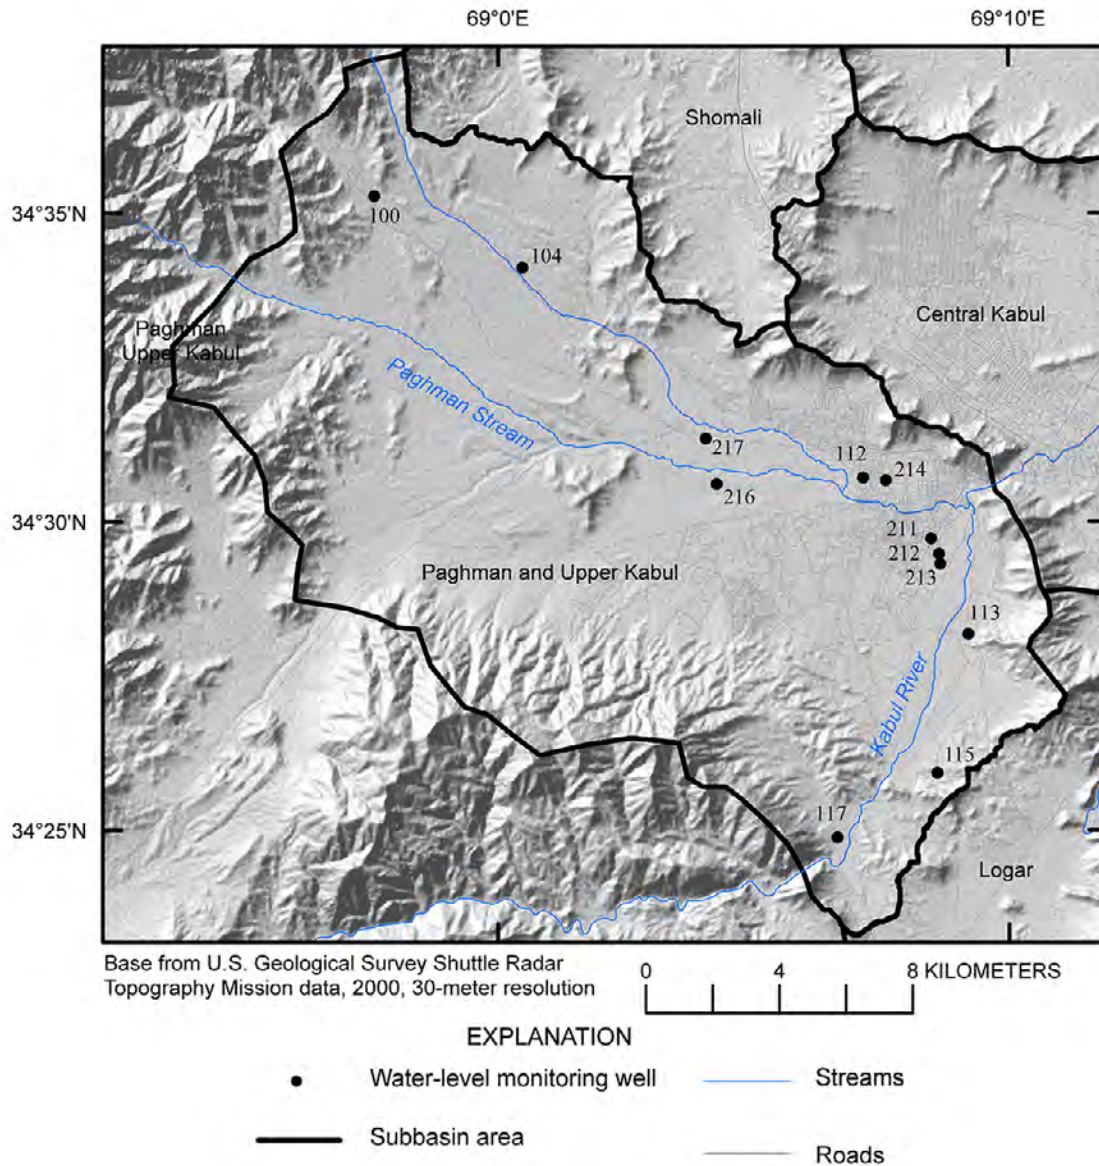 69°0'E
69°10'E
Shomali
34°35'N
100
104
Central Kabul
Paghman
Upper Kabul
Paghman Stream
217
112
214
216
34°30'N
211
212
213
Paghman and Upper Kabul
113
Kabul River
115
117
34°25'N
Logar
Base from U.S. Geological Survey Shuttle Radar
Topography Mission data, 2000, 30-meter resolution
0 4 8 KILOMETERS
EXPLANATION
Water-level monitoring well
Streams
Subbasin area
Roads